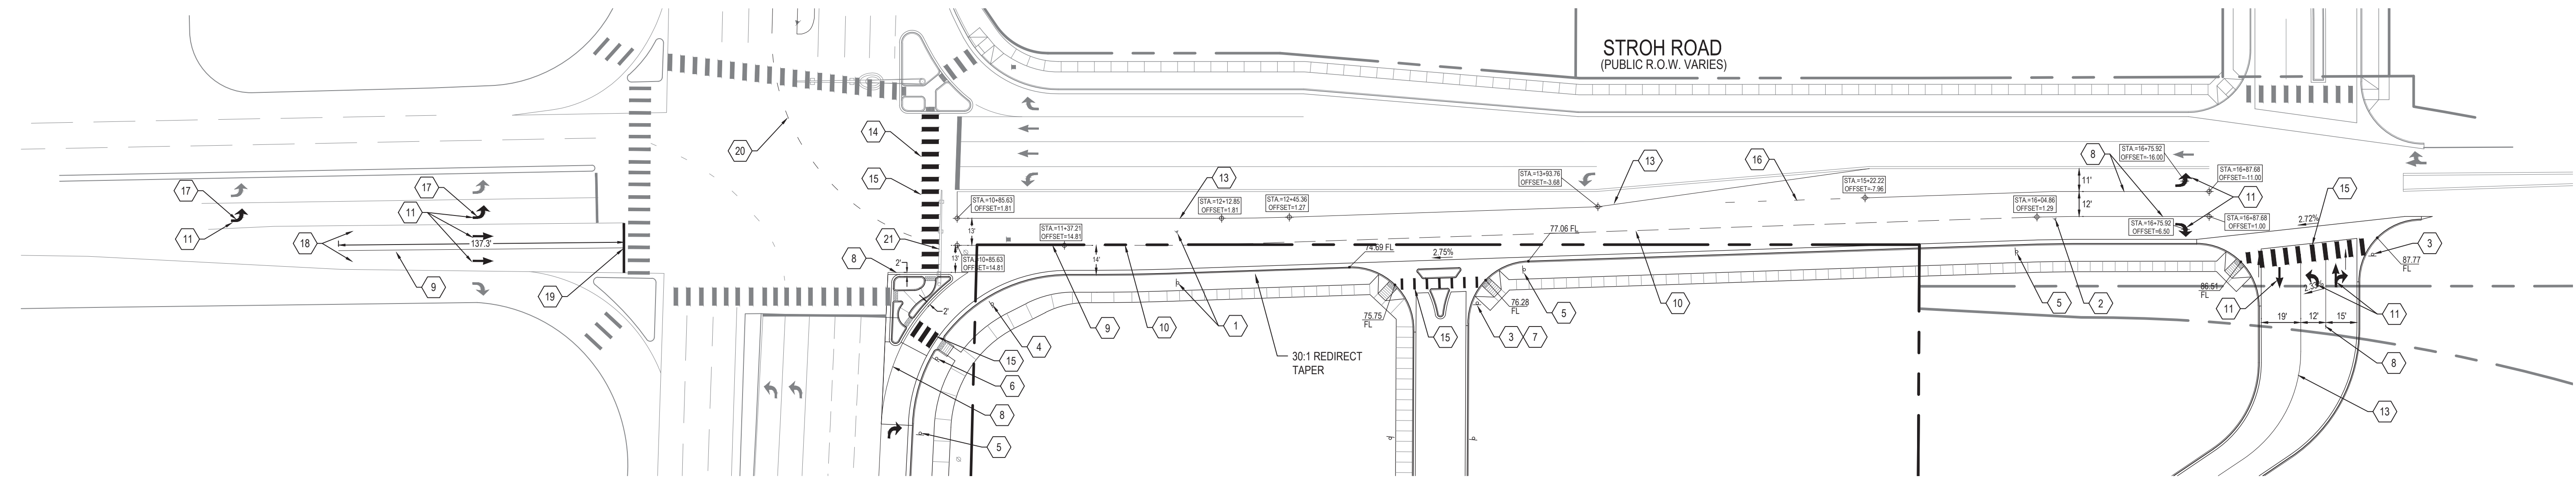 STROH ROAD
(PUBLIC R.O.W. VARIES)
14
20
15
13
16
13
8
STA.=16+75.92
OFFSET=-16.00
STA.=16+87.68
OFFSET=-11.00
STA.=13+93.76
OFFSET=-3.68
STA.=15+22.22
OFFSET=-7.96
11'
12'
15
11
17
17
11
11
18
137.3'
9
19
21
8
STA.=10+85.63
OFFSET=1.81
STA.=12+12.85
OFFSET=1.81
STA.=12+45.36
OFFSET=1.27
STA.=16+04.86
OFFSET=1.29
STA.=16+87.68
OFFSET=1.00
STA.=16+75.92
OFFSET=6.50
2.72%
13'
STA.=11+37.21
OFFSET=14.81
77.06 FL
74.69 FL
2.75%
13'
14'
STA.=10+85.63
OFFSET=14.81
3
87.77
FL
2'
2'
86.51
FL
76.28
FL
75.75
FL
9
10
1
5
10
5
2
11
11
4
15
3
7
19'
12'
15'
15
6
30:1 REDIRECT
TAPER
8
8
13
5